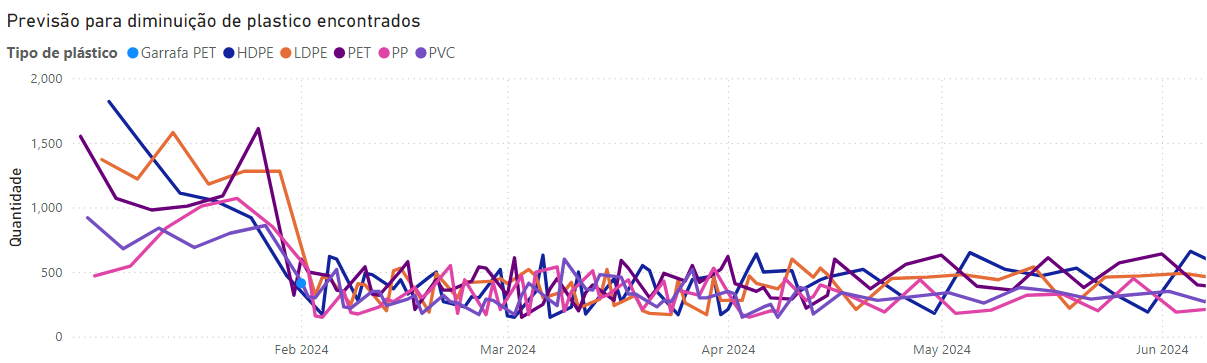 Previsão para diminuição de plastico encontrados
Tipo de plástico Garrafa PET HDPE LDPE PET PP PVC
2,000
1,500
1,000
500
0
Quantidade
Feb 2024 Mar 2024 Apr 2024 May 2024 Jun 2024